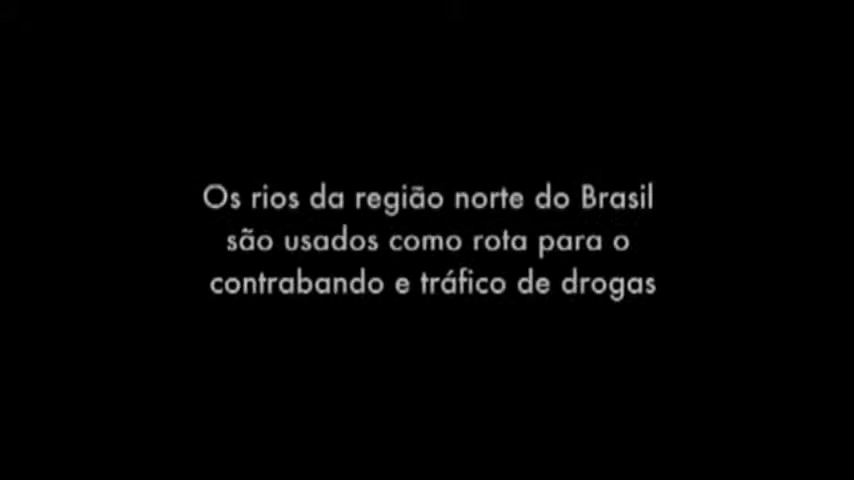 Os rios da região norte do Brasil
são usados como rota para o
contrabando e tráfico de drogas